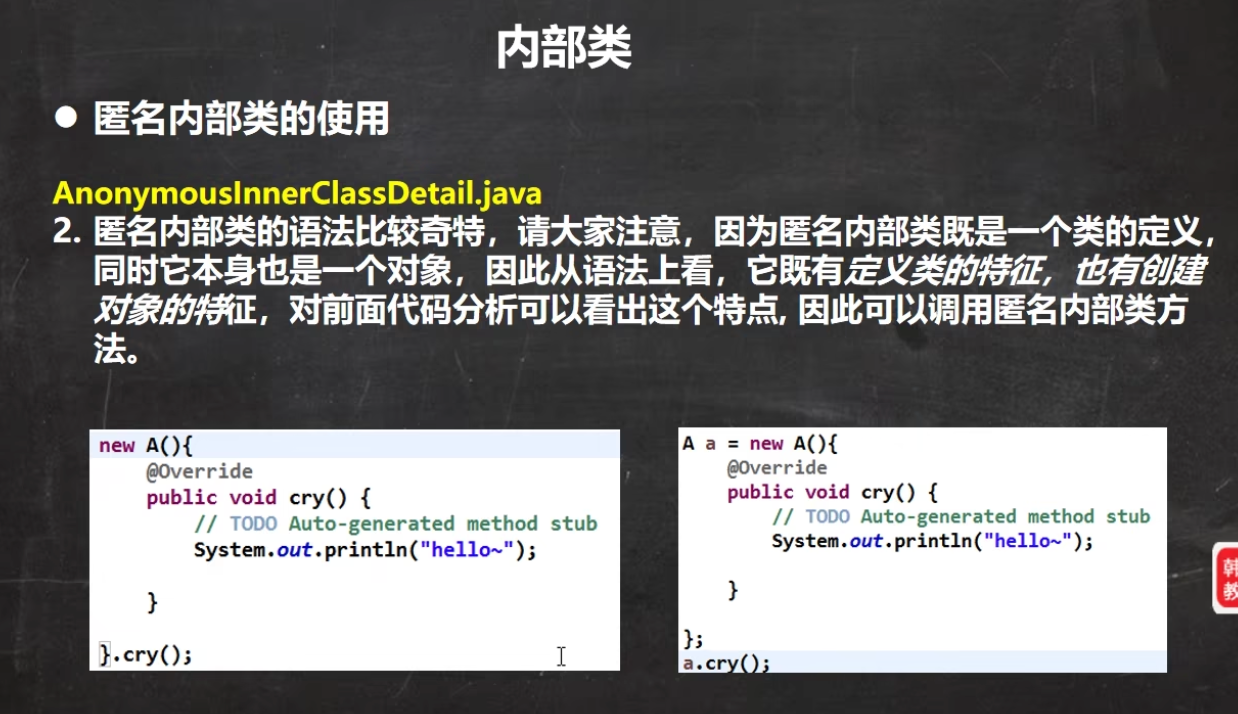 内部类
● 匿名内部类的使用
AnonymousInnerClassDetail.java
2. 匿名内部类的语法比较奇特，请大家注意，因为匿名内部类既是一个类的定义，
同时它本身也是一个对象，因此从语法上看，它既有定义类的特征，也有创建
对象的特征，对前面代码分析可以看出这个特点, 因此可以调用匿名内部类方
法。
new A(){
@Override
public void cry() {
// TODO Auto-generated method stub
System.out.println("hello~");
}
}.cry();
A a = new A(){
@Override
public void cry() {
// TODO Auto-generated method stub
System.out.println("hello~");
}
};
a.cry();
韩
教